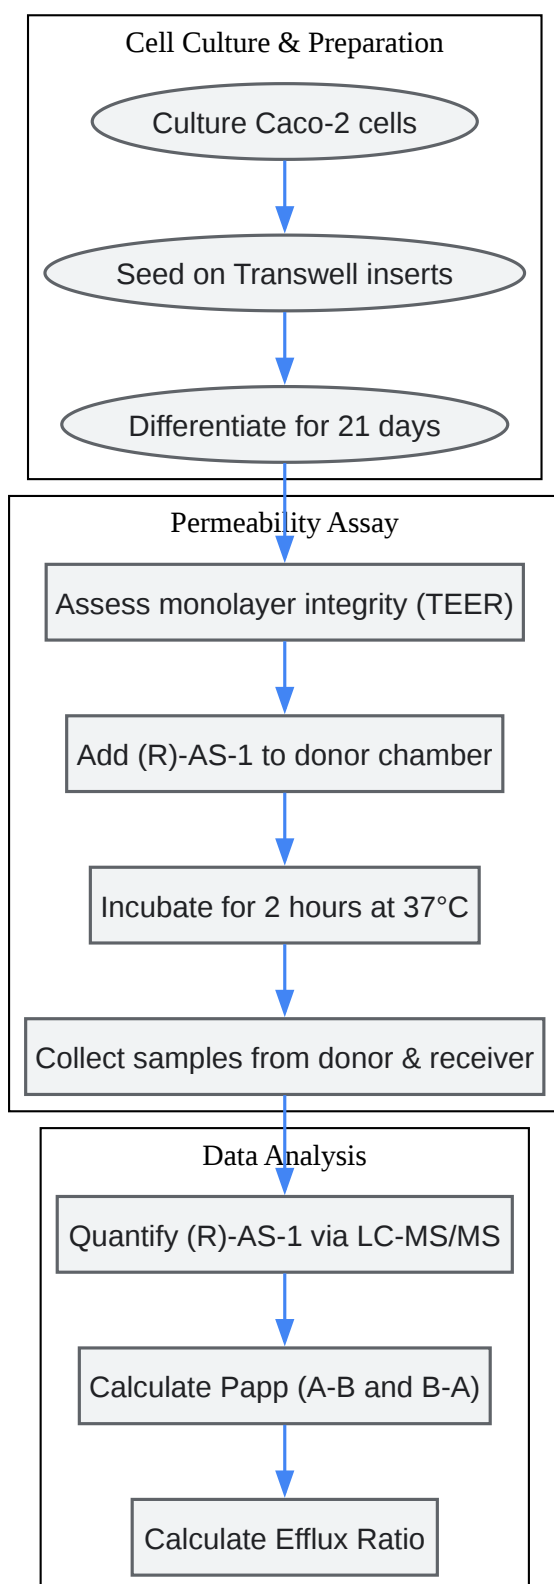 Cell Culture & Preparation
Culture Caco-2 cells
Seed on Transwell inserts
Differentiate for 21 days
Permeability Assay
Assess monolayer integrity (TEER)
Add (R)-AS-1 to donor chamber
Incubate for 2 hours at 37°C
Collect samples from donor & receiver
Data Analysis
Quantify (R)-AS-1 via LC-MS/MS
Calculate Papp (A-B and B-A)
Calculate Efflux Ratio